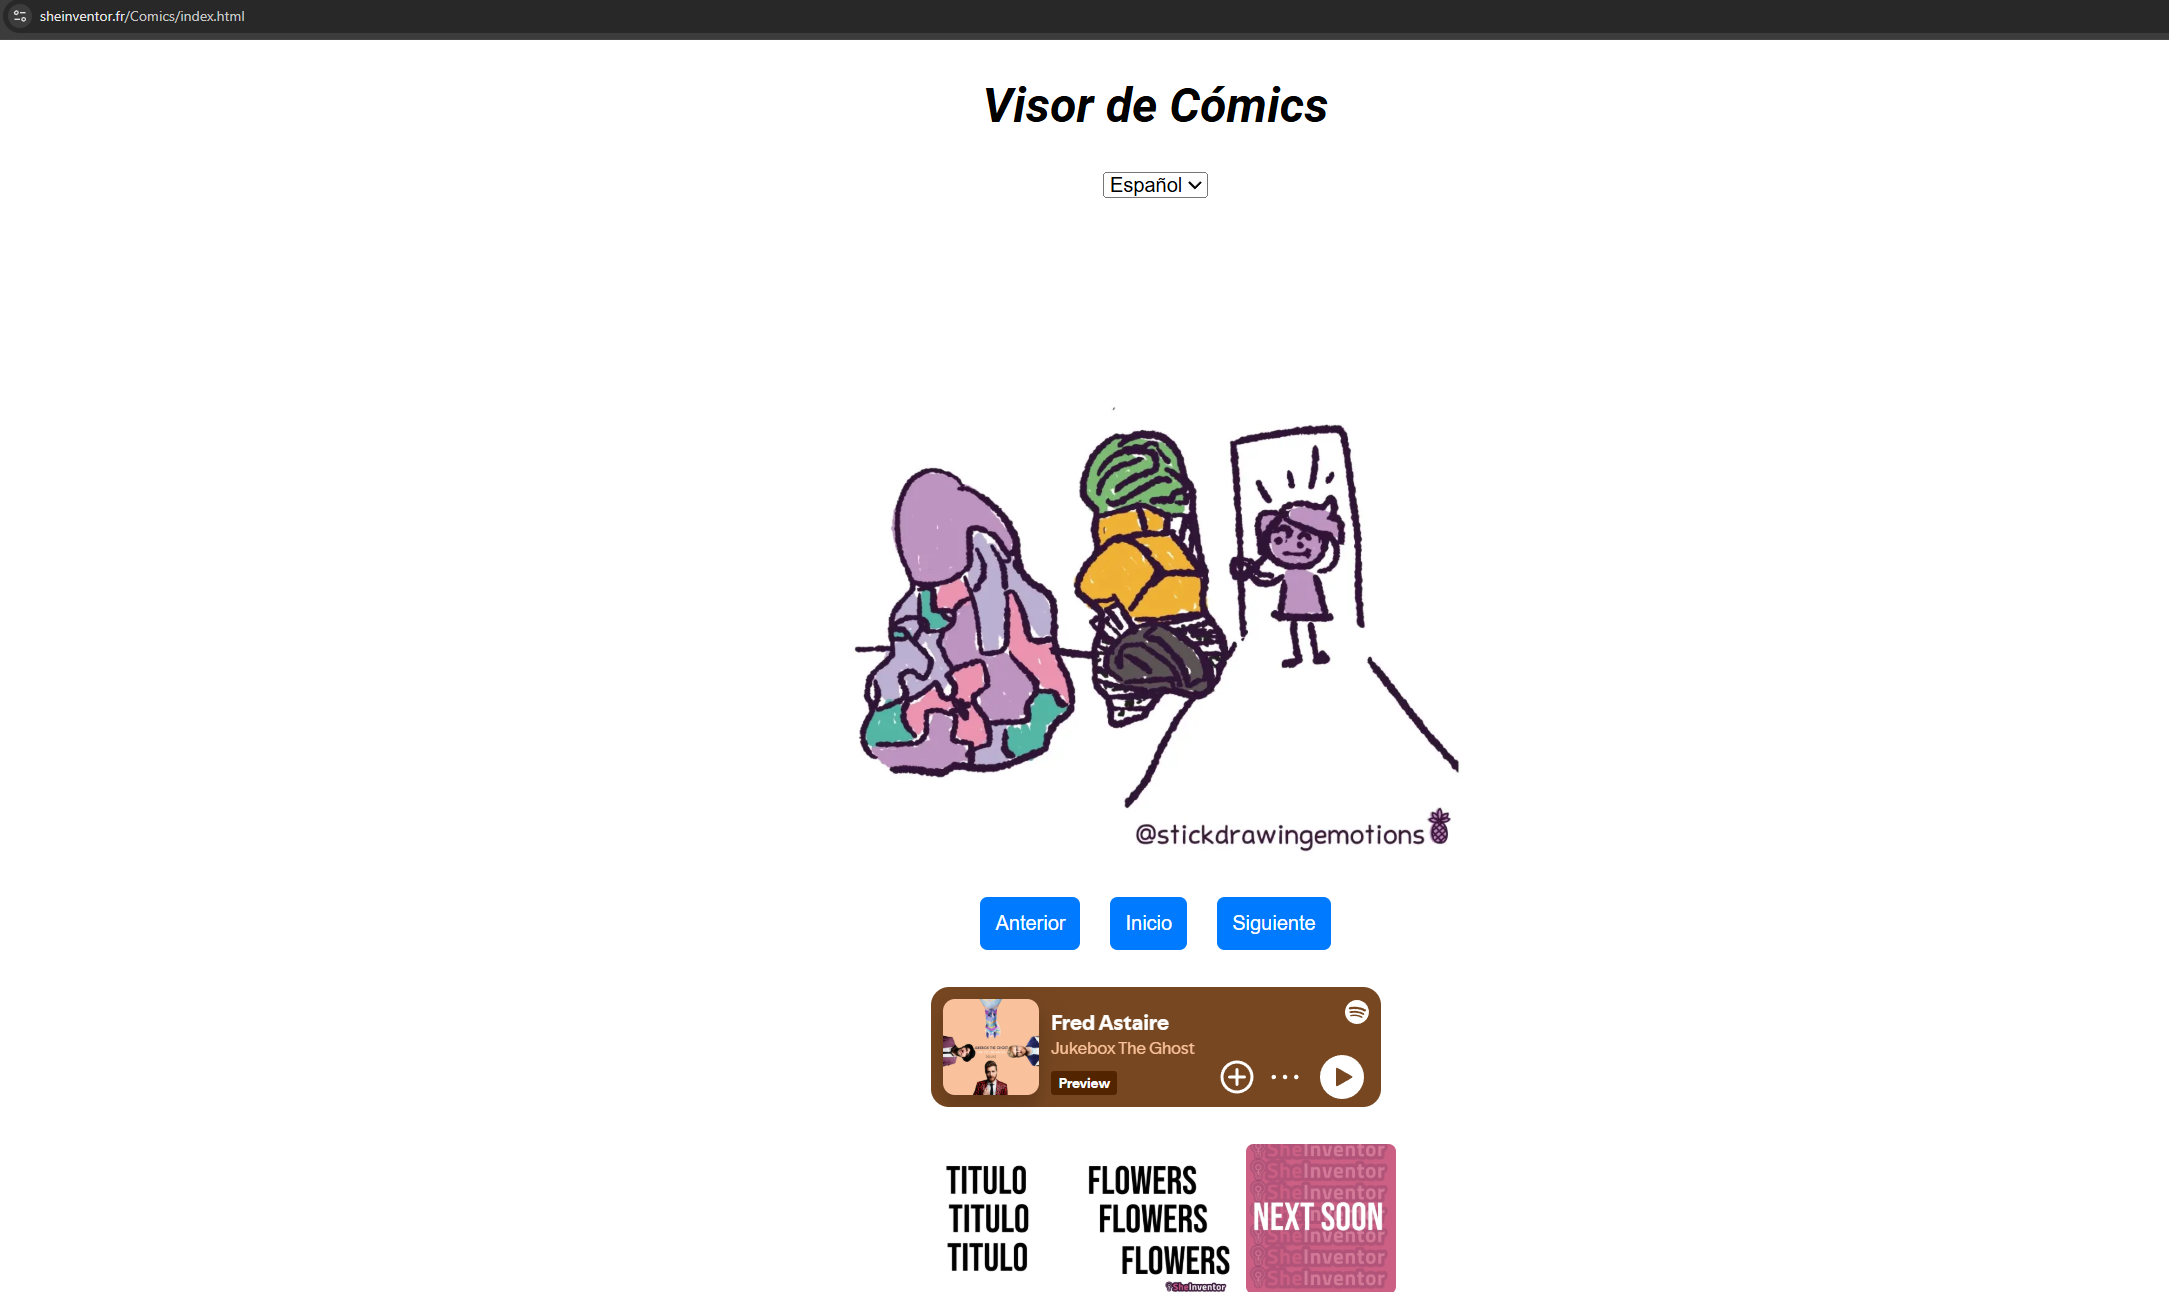 sheinventor.fr/Comics/index.html
Visor de Cómics
Español
@stickdrawingemotions
Anterior
Inicio
Siguiente
Fred Astaire
Jukebox The Ghost
Preview
TITULO
TITULO
TITULO
FLOWERS
FLOWERS
FLOWERS
SheInventor
SheInventor
SheInventor
SheInventor
NEXT SOON
SheInventor
SheInventor
SheInventor